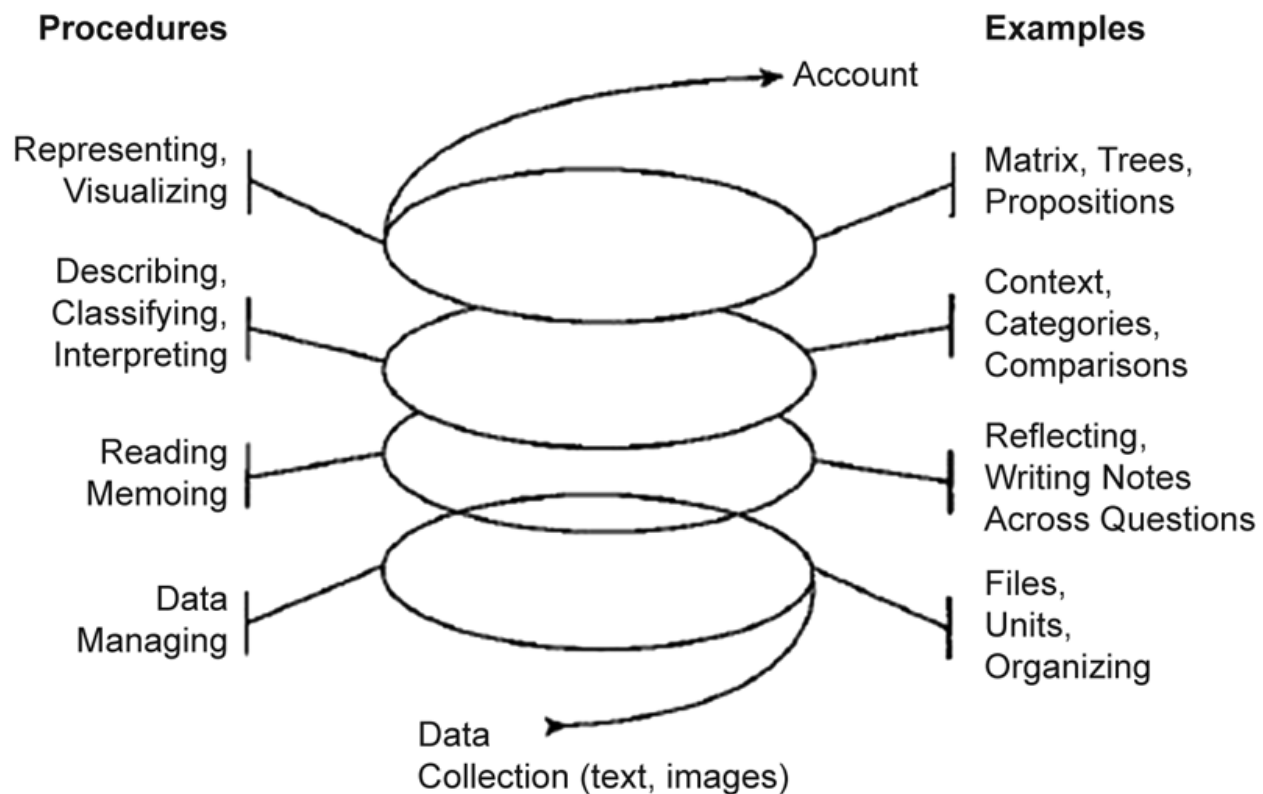 Procedures
Examples
Account
Representing,
Visualizing
Matrix, Trees,
Propositions
Describing,
Classifying,
Interpreting
Context,
Categories,
Comparisons
Reading
Memoing
Reflecting,
Writing Notes
Across Questions
Data
Managing
Files,
Units,
Organizing
Data
Collection (text, images)